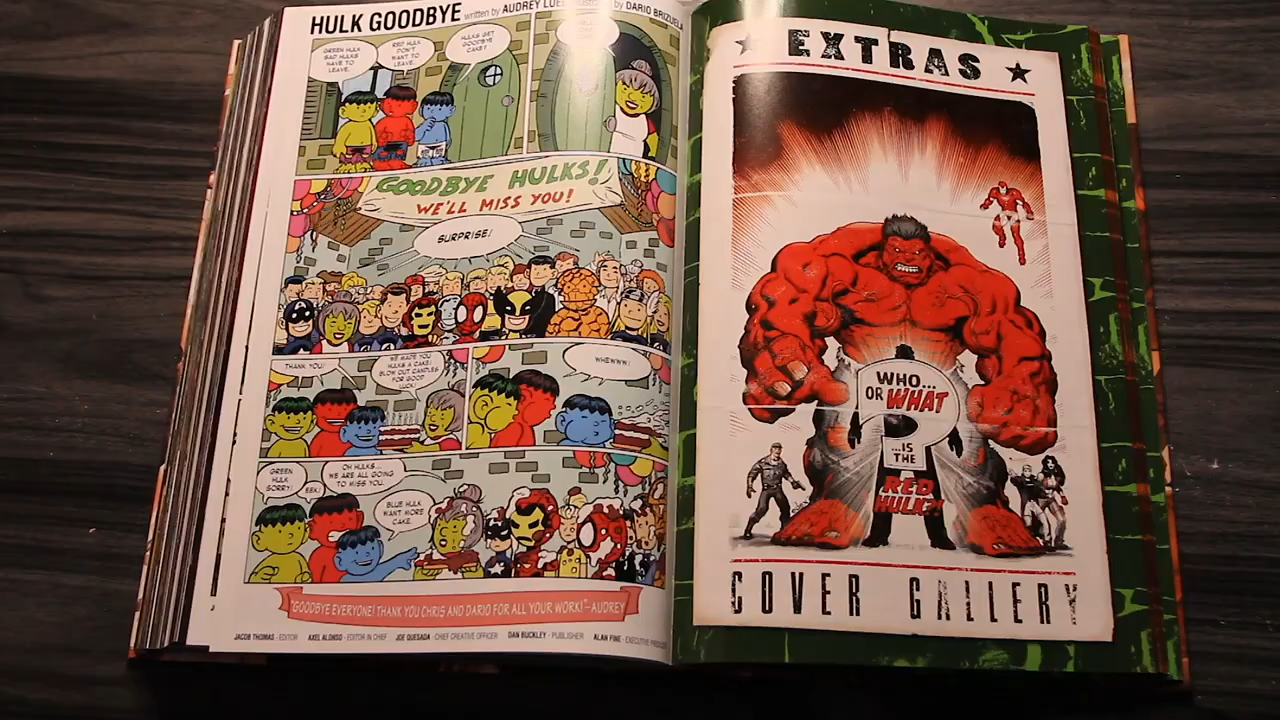 HULK GOODBYE written by AUDREY LOEB by DARIO BRIZUELA
GREEN HULK
SAD HULKS
HAVE TO
LEAVE.
RED HULK
DON'T
WANT TO
LEAVE.
HULKS GET
GOODBYE
CAKE?
GOODBYE HULKS!
WE'LL MISS YOU!
SURPRISE!
THANK YOU!
WE MADE YOU
HULKS A CAKE!
BLOW OUT CANDLES
FOR GOOD
LUCK!
WHEWWW!
GREEN
HULK
SORRY!
EEK!
OH HULKS...
WE ARE ALL GOING
TO MISS YOU.
BLUE HULK
WANT MORE
CAKE.
"GOODBYE EVERYONE! THANK YOU CHRIS AND DARIO FOR ALL YOUR WORK!"—AUDREY
JACOB THOMAS - EDITOR AXEL ALONSO - EDITOR IN CHIEF JOE QUESADA - CHIEF CREATIVE OFFICER DAN BUCKLEY - PUBLISHER ALAN FINE - EXECUTIVE
EXTRAS
WHO...
OR WHAT
...IS
THE
RED
HULK?!
COVER GALLERY